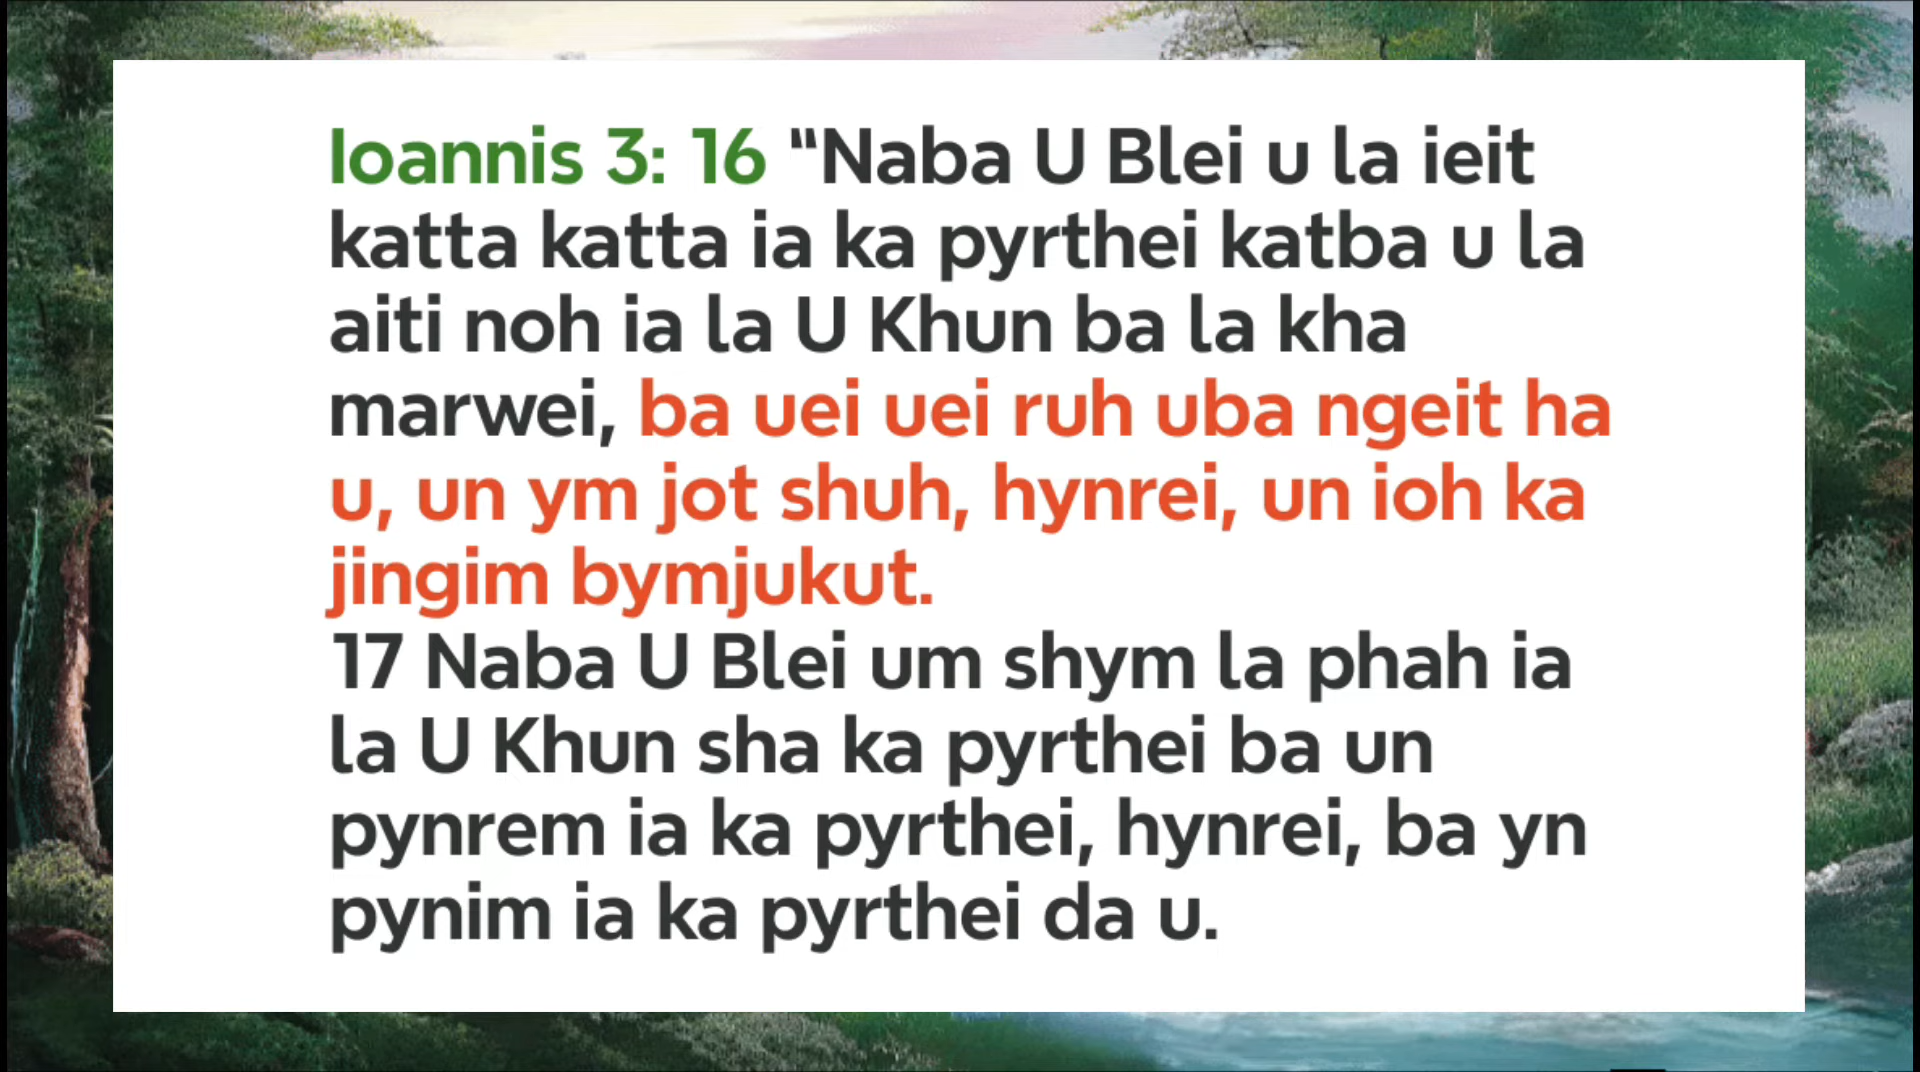 Ioannis 3: 16 “Naba U Blei u la ieit
katta katta ia ka pyrthei katba u la
aiti noh ia la U Khun ba la kha
marwei, ba uei uei ruh uba ngeit ha
u, un ym jot shuh, hynrei, un ioh ka
jingim bymjukut.
17 Naba U Blei um shym la phah ia
la U Khun sha ka pyrthei ba un
pynrem ia ka pyrthei, hynrei, ba yn
pynim ia ka pyrthei da u.